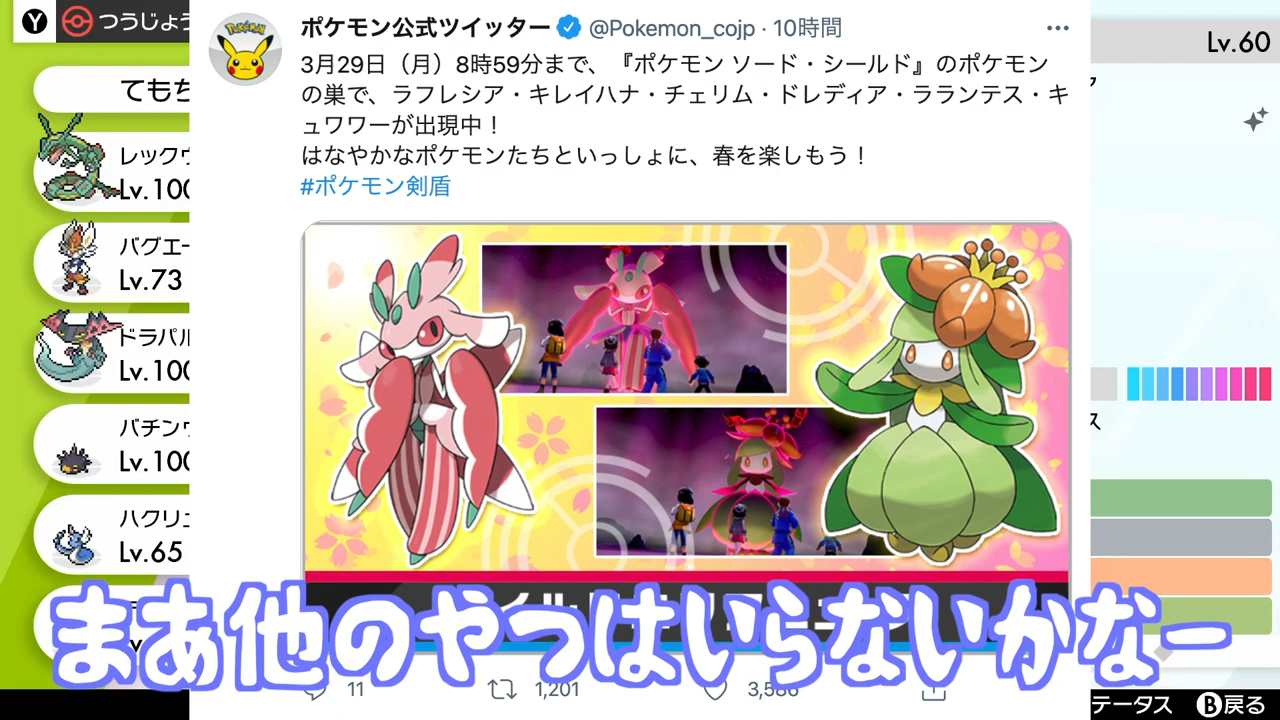 Y つうじょう
てもち
レックウ
Lv.100
バグエー
Lv.73
ドラパル
Lv.100
バチンウ
Lv.100
ハクリュ
Lv.65
Pokémon
ポケモン公式ツイッター @Pokemon_cojp · 10時間
3月29日（月）8時59分まで、『ポケモン ソード・シールド』のポケモン
の巣で、ラフレシア・キレイハナ・チェリム・ドレディア・ラランテス・キ
ュワワーが出現中！
はなやかなポケモンたちといっしょに、春を楽しもう！
#ポケモン剣盾
Lv.60
まあ他のやつはいらないかなー
11
1,201
3,586
テータス
B 戻る